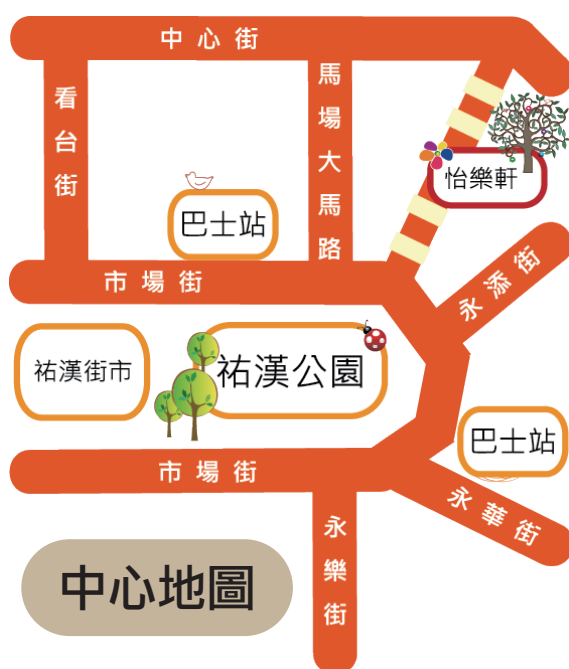 中心街
看台街
馬場大馬路
怡樂軒
巴士站
市場街
永添街
祐漢街市
祐漢公園
巴士站
市場街
永華街
永樂街
中心地圖